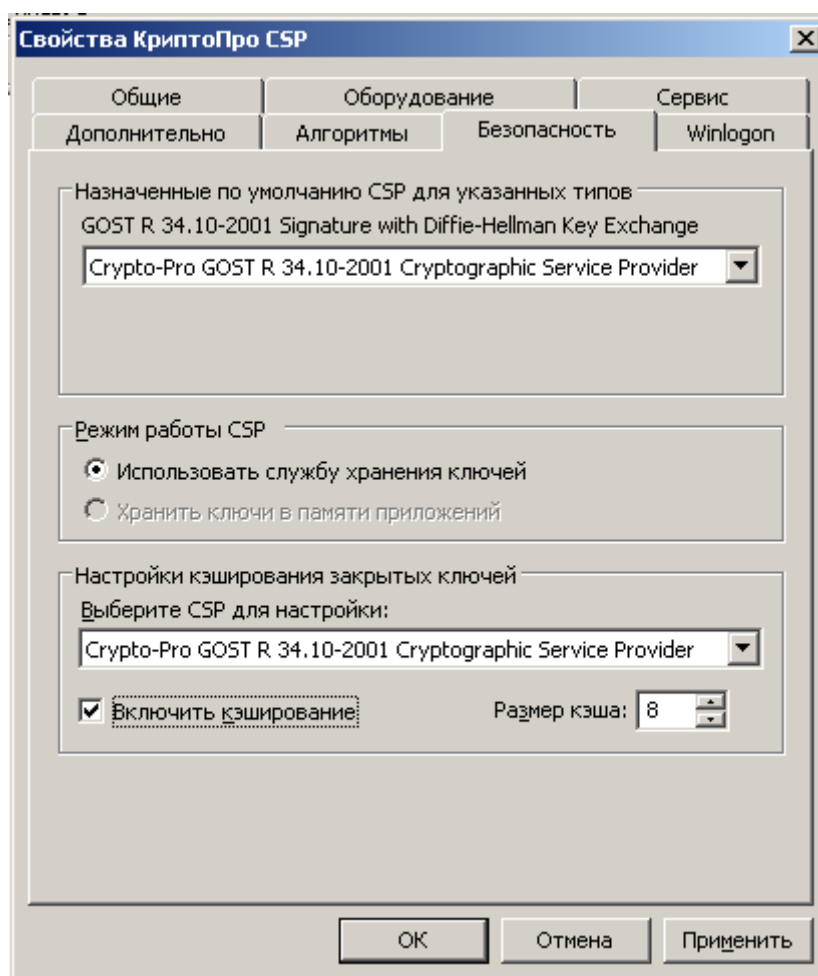 Свойства КриптоПро CSP
Общие Оборудование Сервис
Дополнительно Алгоритмы Безопасность Winlogon
Назначенные по умолчанию CSP для указанных типов
GOST R 34.10-2001 Signature with Diffie-Hellman Key Exchange
Crypto-Pro GOST R 34.10-2001 Cryptographic Service Provider
Режим работы CSP
Использовать службу хранения ключей
Хранить ключи в памяти приложений
Настройки кэширования закрытых ключей
Выберите CSP для настройки:
Crypto-Pro GOST R 34.10-2001 Cryptographic Service Provider
Включить кэширование Размер кэша: 8
ОК Отмена Применить